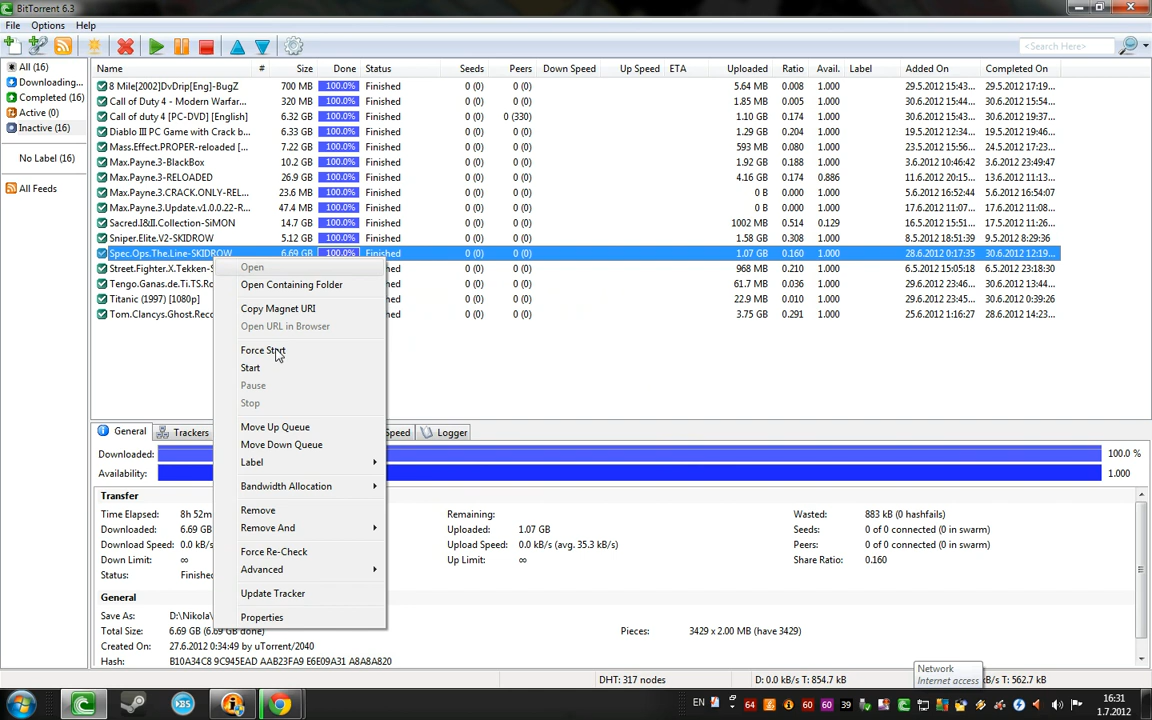 BitTorrent 6.3
File Options Help
<Search Here>
All (16)
Downloading...
Completed (16)
Active (0)
Inactive (16)
No Label (16)
All Feeds
Name # Size Done Status Seeds Peers Down Speed Up Speed ETA Uploaded Ratio Avail. Label Added On Completed On
8 Mile[2002]DvDrip[Eng]-BugZ 700 MB 100.0% Finished 0 (0) 0 (0) 5.64 MB 0.008 1.000 29.5.2012 15:43... 29.5.2012 17:19...
Call of Duty 4 - Modern Warfar... 320 MB 100.0% Finished 0 (0) 0 (0) 1.85 MB 0.005 1.000 30.6.2012 15:44... 30.6.2012 15:54...
Call of duty 4 [PC-DVD] [English] 6.32 GB 100.0% Finished 0 (0) 0 (330) 1.10 GB 0.174 1.000 30.6.2012 15:43... 30.6.2012 19:37...
Diablo III PC Game with Crack b... 6.33 GB 100.0% Finished 0 (0) 0 (0) 1.29 GB 0.204 1.000 19.5.2012 12:34... 19.5.2012 19:46...
Mass.Effect.PROPER-reloaded [... 7.22 GB 100.0% Finished 0 (0) 0 (0) 593 MB 0.080 1.000 23.5.2012 15:56... 24.5.2012 14:13...
Max.Payne.3-BlackBox 10.2 GB 100.0% Finished 0 (0) 0 (0) 1.92 GB 0.188 1.000 3.6.2012 10:46:42 3.6.2012 23:49:47
Max.Payne.3-RELOADED 26.9 GB 100.0% Finished 0 (0) 0 (0) 4.16 GB 0.174 0.886 11.6.2012 20:15... 13.6.2012 11:13...
Max.Payne.3.CRACK.ONLY-REL... 23.6 MB 100.0% Finished 0 (0) 0 (0) 0 B 0.000 1.000 5.6.2012 16:52:44 5.6.2012 16:54:07
Max.Payne.3.Update.v1.0.0.22-R... 47.4 MB 100.0% Finished 0 (0) 0 (0) 0 B 0.000 1.000 17.6.2012 11:07... 17.6.2012 11:08...
Sacred.I&II.Collection-SiMON 14.7 GB 100.0% Finished 0 (0) 0 (0) 1002 MB 0.514 0.129 16.5.2012 15:51... 17.5.2012 11:26...
Sniper.Elite.V2-SKIDROW 5.12 GB 100.0% Finished 0 (0) 0 (0) 1.58 GB 0.308 1.000 8.5.2012 18:51:39 9.5.2012 8:29:36
Spec.Ops.The.Line-SKIDROW 6.69 GB 100.0% Finished 0 (0) 0 (0) 1.07 GB 0.160 1.000 28.6.2012 0:17:35 30.6.2012 12:19...
Street.Fighter.X.Tekken-S 0 (0) 0 (0) 968 MB 0.210 1.000 6.5.2012 15:05:18 6.5.2012 23:18:30
Tengo.Ganas.de.Ti.TS.Ro 0 (0) 0 (0) 61.7 MB 0.036 1.000 29.6.2012 23:46... 30.6.2012 13:44...
Titanic (1997) [1080p] 0 (0) 0 (0) 22.9 MB 0.010 1.000 29.6.2012 23:45... 30.6.2012 0:39:26
Tom.Clancys.Ghost.Reco 0 (0) 0 (0) 3.75 GB 0.291 1.000 25.6.2012 1:16:27 28.6.2012 14:23...
Open
Open Containing Folder
Copy Magnet URI
Open URL in Browser
Force Start
Start
Pause
Stop
Move Up Queue
Move Down Queue
Label
Bandwidth Allocation
Remove
Remove And
Force Re-Check
Advanced
Update Tracker
Properties
General Trackers Speed Logger
Downloaded: 100.0 %
Availability: 1.000
Transfer
Time Elapsed: 8h 52m Remaining: Wasted: 883 kB (0 hashfails)
Downloaded: 6.69 GB Uploaded: 1.07 GB Seeds: 0 of 0 connected (0 in swarm)
Download Speed: 0.0 kB/s Upload Speed: 0.0 kB/s (avg. 35.3 kB/s) Peers: 0 of 0 connected (0 in swarm)
Down Limit: ∞ Up Limit: ∞ Share Ratio: 0.160
Status: Finished
General
Save As: D:\Nikola\
Total Size: 6.69 GB (6.69 GB done) Pieces: 3429 x 2.00 MB (have 3429)
Created On: 27.6.2012 0:34:49 by uTorrent/2040
Hash: B10A34C8 9C945EAD AAB23FA9 E6E09A31 A8A8A820
Network
Internet access
DHT: 317 nodes D: 0.0 kB/s T: 854.7 kB kB/s T: 562.7 kB
EN 64 60 60 39 16:31
1.7.2012